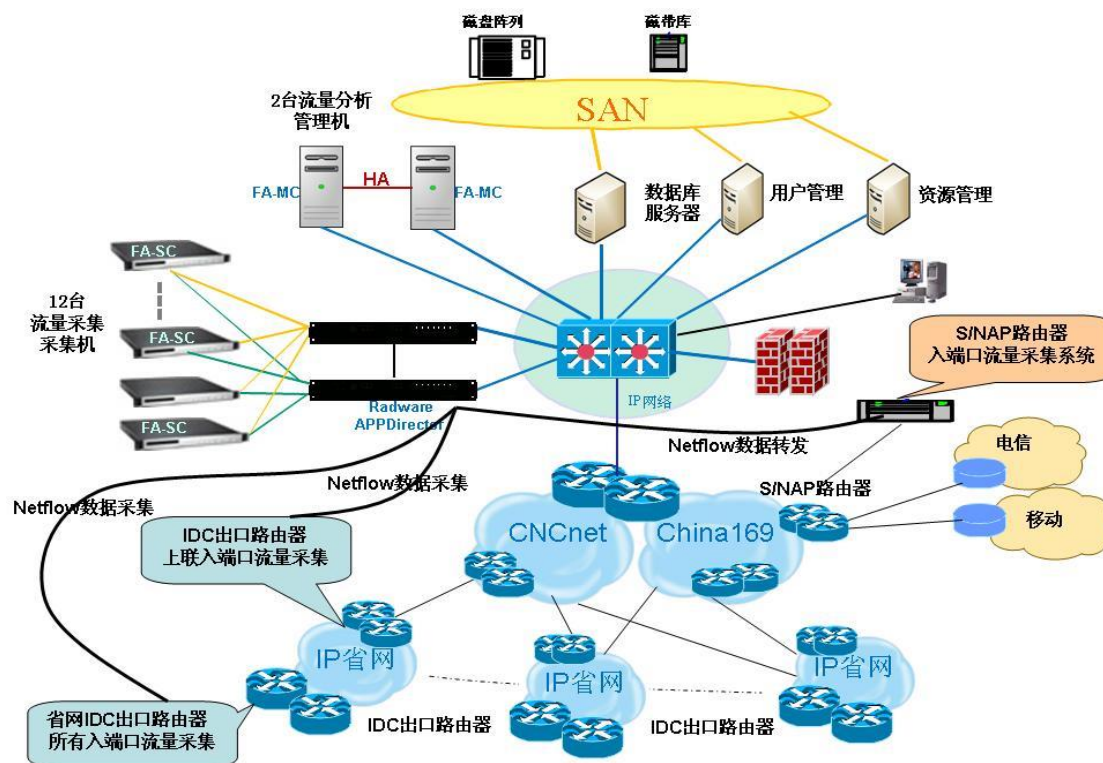 磁盘阵列
磁带库
SAN
2台流量分析
管理机
FA-MC
HA
FA-MC
数据库
服务器
用户管理
资源管理
FA-SC
12台
流量采集
采集机
FA-SC
FA-SC
Radware
APPDirector
IP网络
S/NAP路由器
入端口流量采集系统
Netflow数据转发
电信
移动
S/NAP路由器
Netflow数据采集
Netflow数据采集
IDC出口路由器
上联入端口流量采集
CNCnet
China169
IP省网
IP省网
IP省网
省网IDC出口路由器
所有入端口流量采集
IDC出口路由器
IDC出口路由器